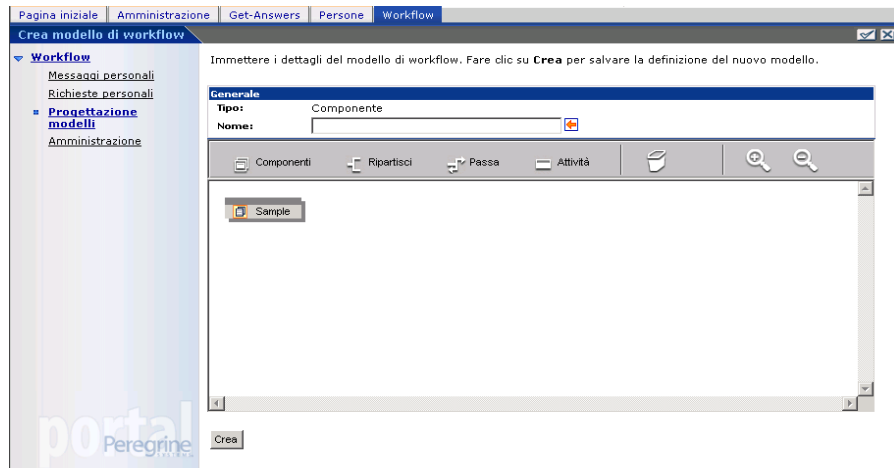 Pagina iniziale Amministrazione Get-Answers Persone Workflow
Crea modello di workflow
Workflow
Messaggi personali
Richieste personali
Progettazione
modelli
Amministrazione
Immettere i dettagli del modello di workflow. Fare clic su Crea per salvare la definizione del nuovo modello.
Generale
Tipo: Componente
Nome:
Componenti Ripartisci Passa Attività
Sample
Crea
portal
Peregrine